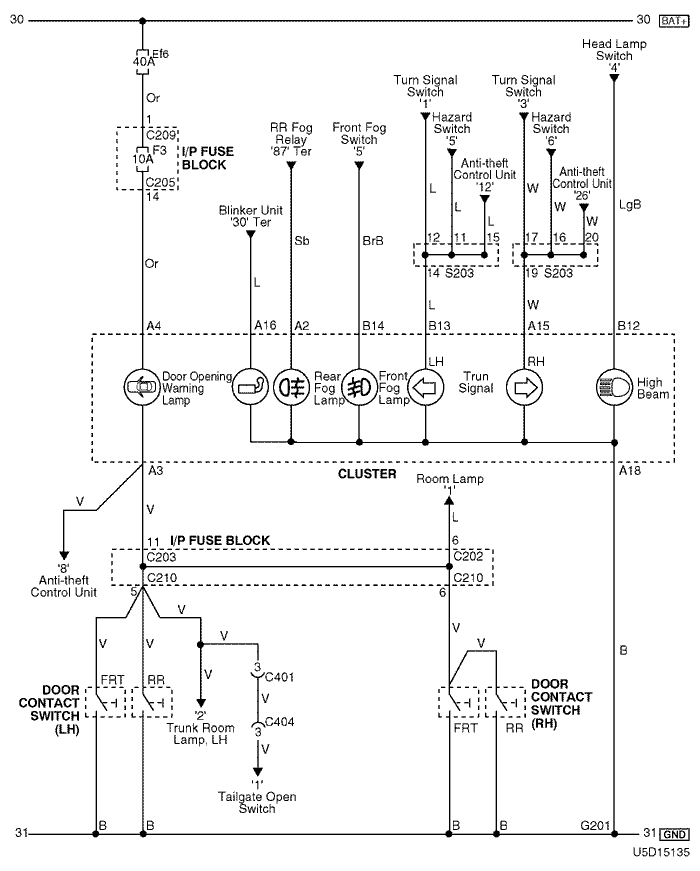 30
30 BAT+
Ef6
40A
Or
1
C209
F3
10A
I/P FUSE
BLOCK
C205
14
Or
Blinker Unit
'30' Ter
L
RR Fog
Relay
'87' Ter
Sb
Front Fog
Switch
'5'
BrB
Turn Signal
Switch
'1'
Hazard
Switch
'5'
Anti-theft
Control Unit
'12'
L
L
L
12 11 15
14 S203
L
Turn Signal
Switch
'3'
Hazard
Switch
'6'
Anti-theft
Control Unit
'26'
W
W
W
17 16 20
19 S203
W
Head Lamp
Switch
'4'
LgB
A4 A16 A2 B14 B13 A15 B12
LH
RH
Door Opening
Warning
Lamp
Rear
Fog
Lamp
Front
Fog
Lamp
Trun
Signal
High
Beam
A3
CLUSTER
A18
V
V
'8'
Anti-theft
Control Unit
Room Lamp
'1'
L
11 I/P FUSE BLOCK 6
C203 C202
C210 C210
5 6
V
V
V
V
V
V
V
V
FRT RR
DOOR
CONTACT
SWITCH
(LH)
'2'
Trunk Room
Lamp, LH
3
C401
V
C404
3
V
'1'
Tailgate Open
Switch
B
FRT RR
DOOR
CONTACT
SWITCH
(RH)
31 B B B B G201 31 GND
U5D15135